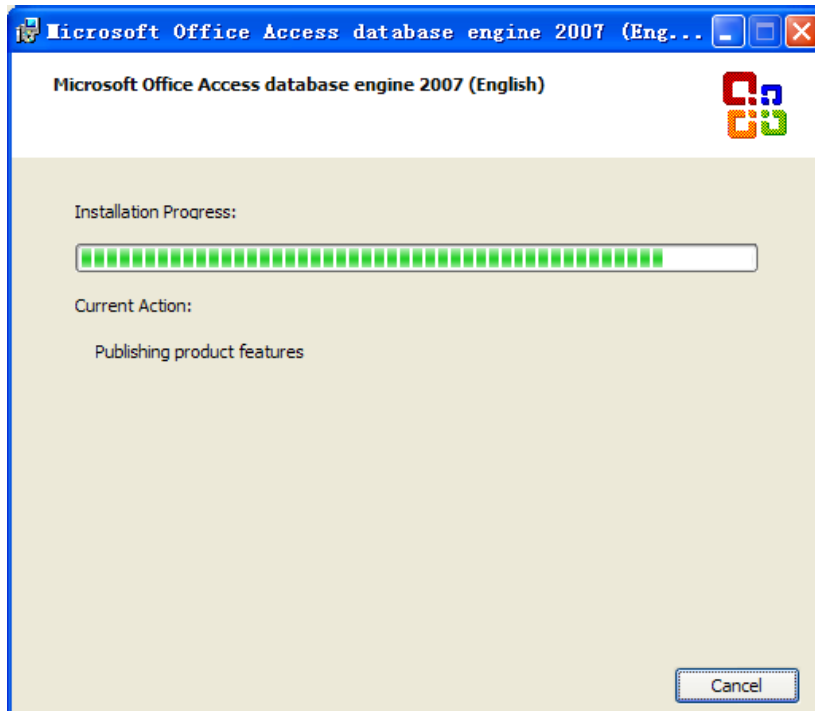 Microsoft Office Access database engine 2007 (Eng...
Microsoft Office Access database engine 2007 (English)
Installation Progress:
Current Action:
Publishing product features
Cancel